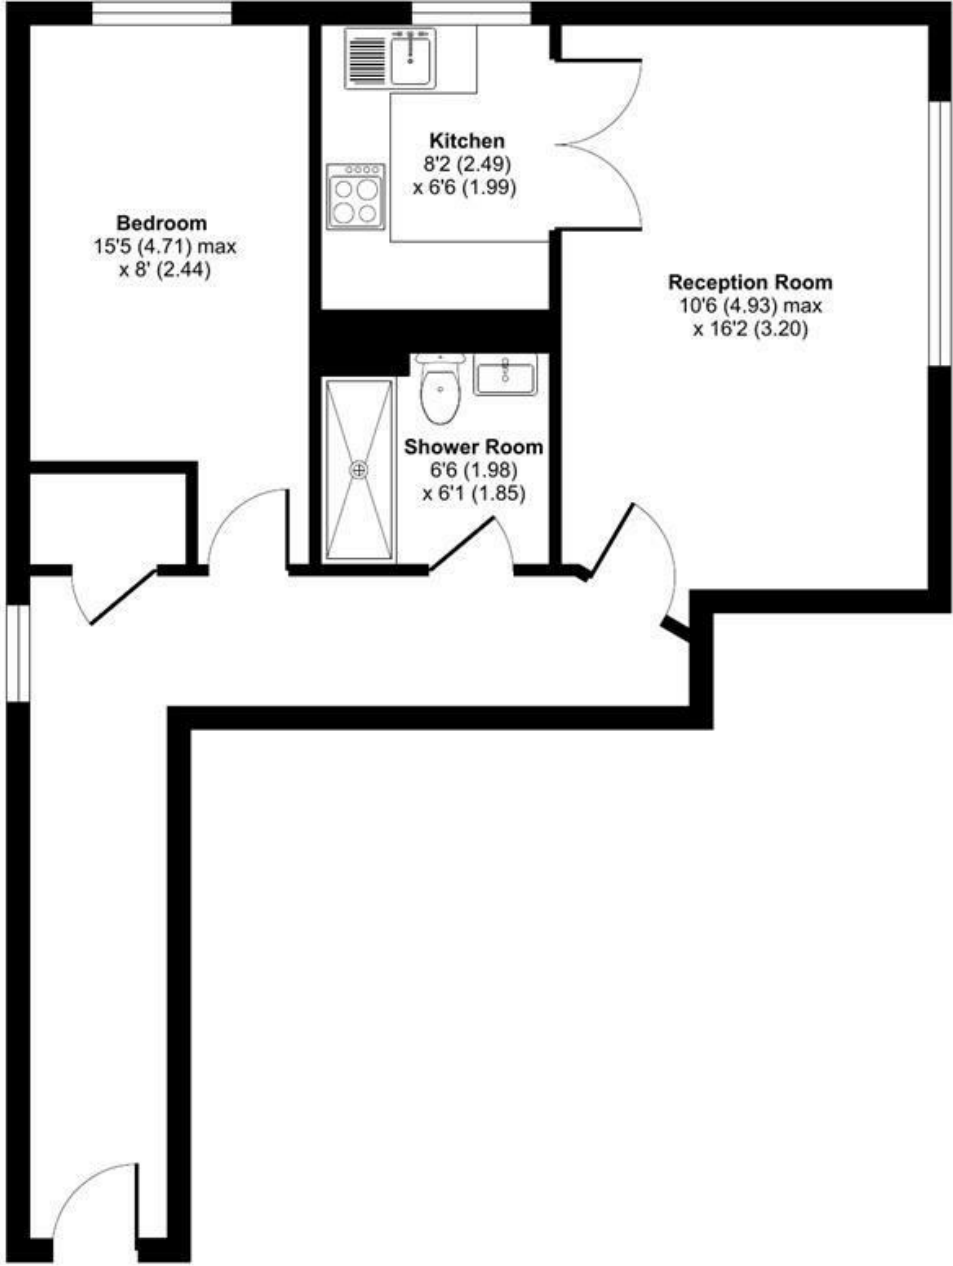 Kitchen
8'2 (2.49)
x 6'6 (1.99)
Bedroom
15'5 (4.71) max
x 8' (2.44)
Reception Room
10'6 (4.93) max
x 16'2 (3.20)
Shower Room
6'6 (1.98)
x 6'1 (1.85)